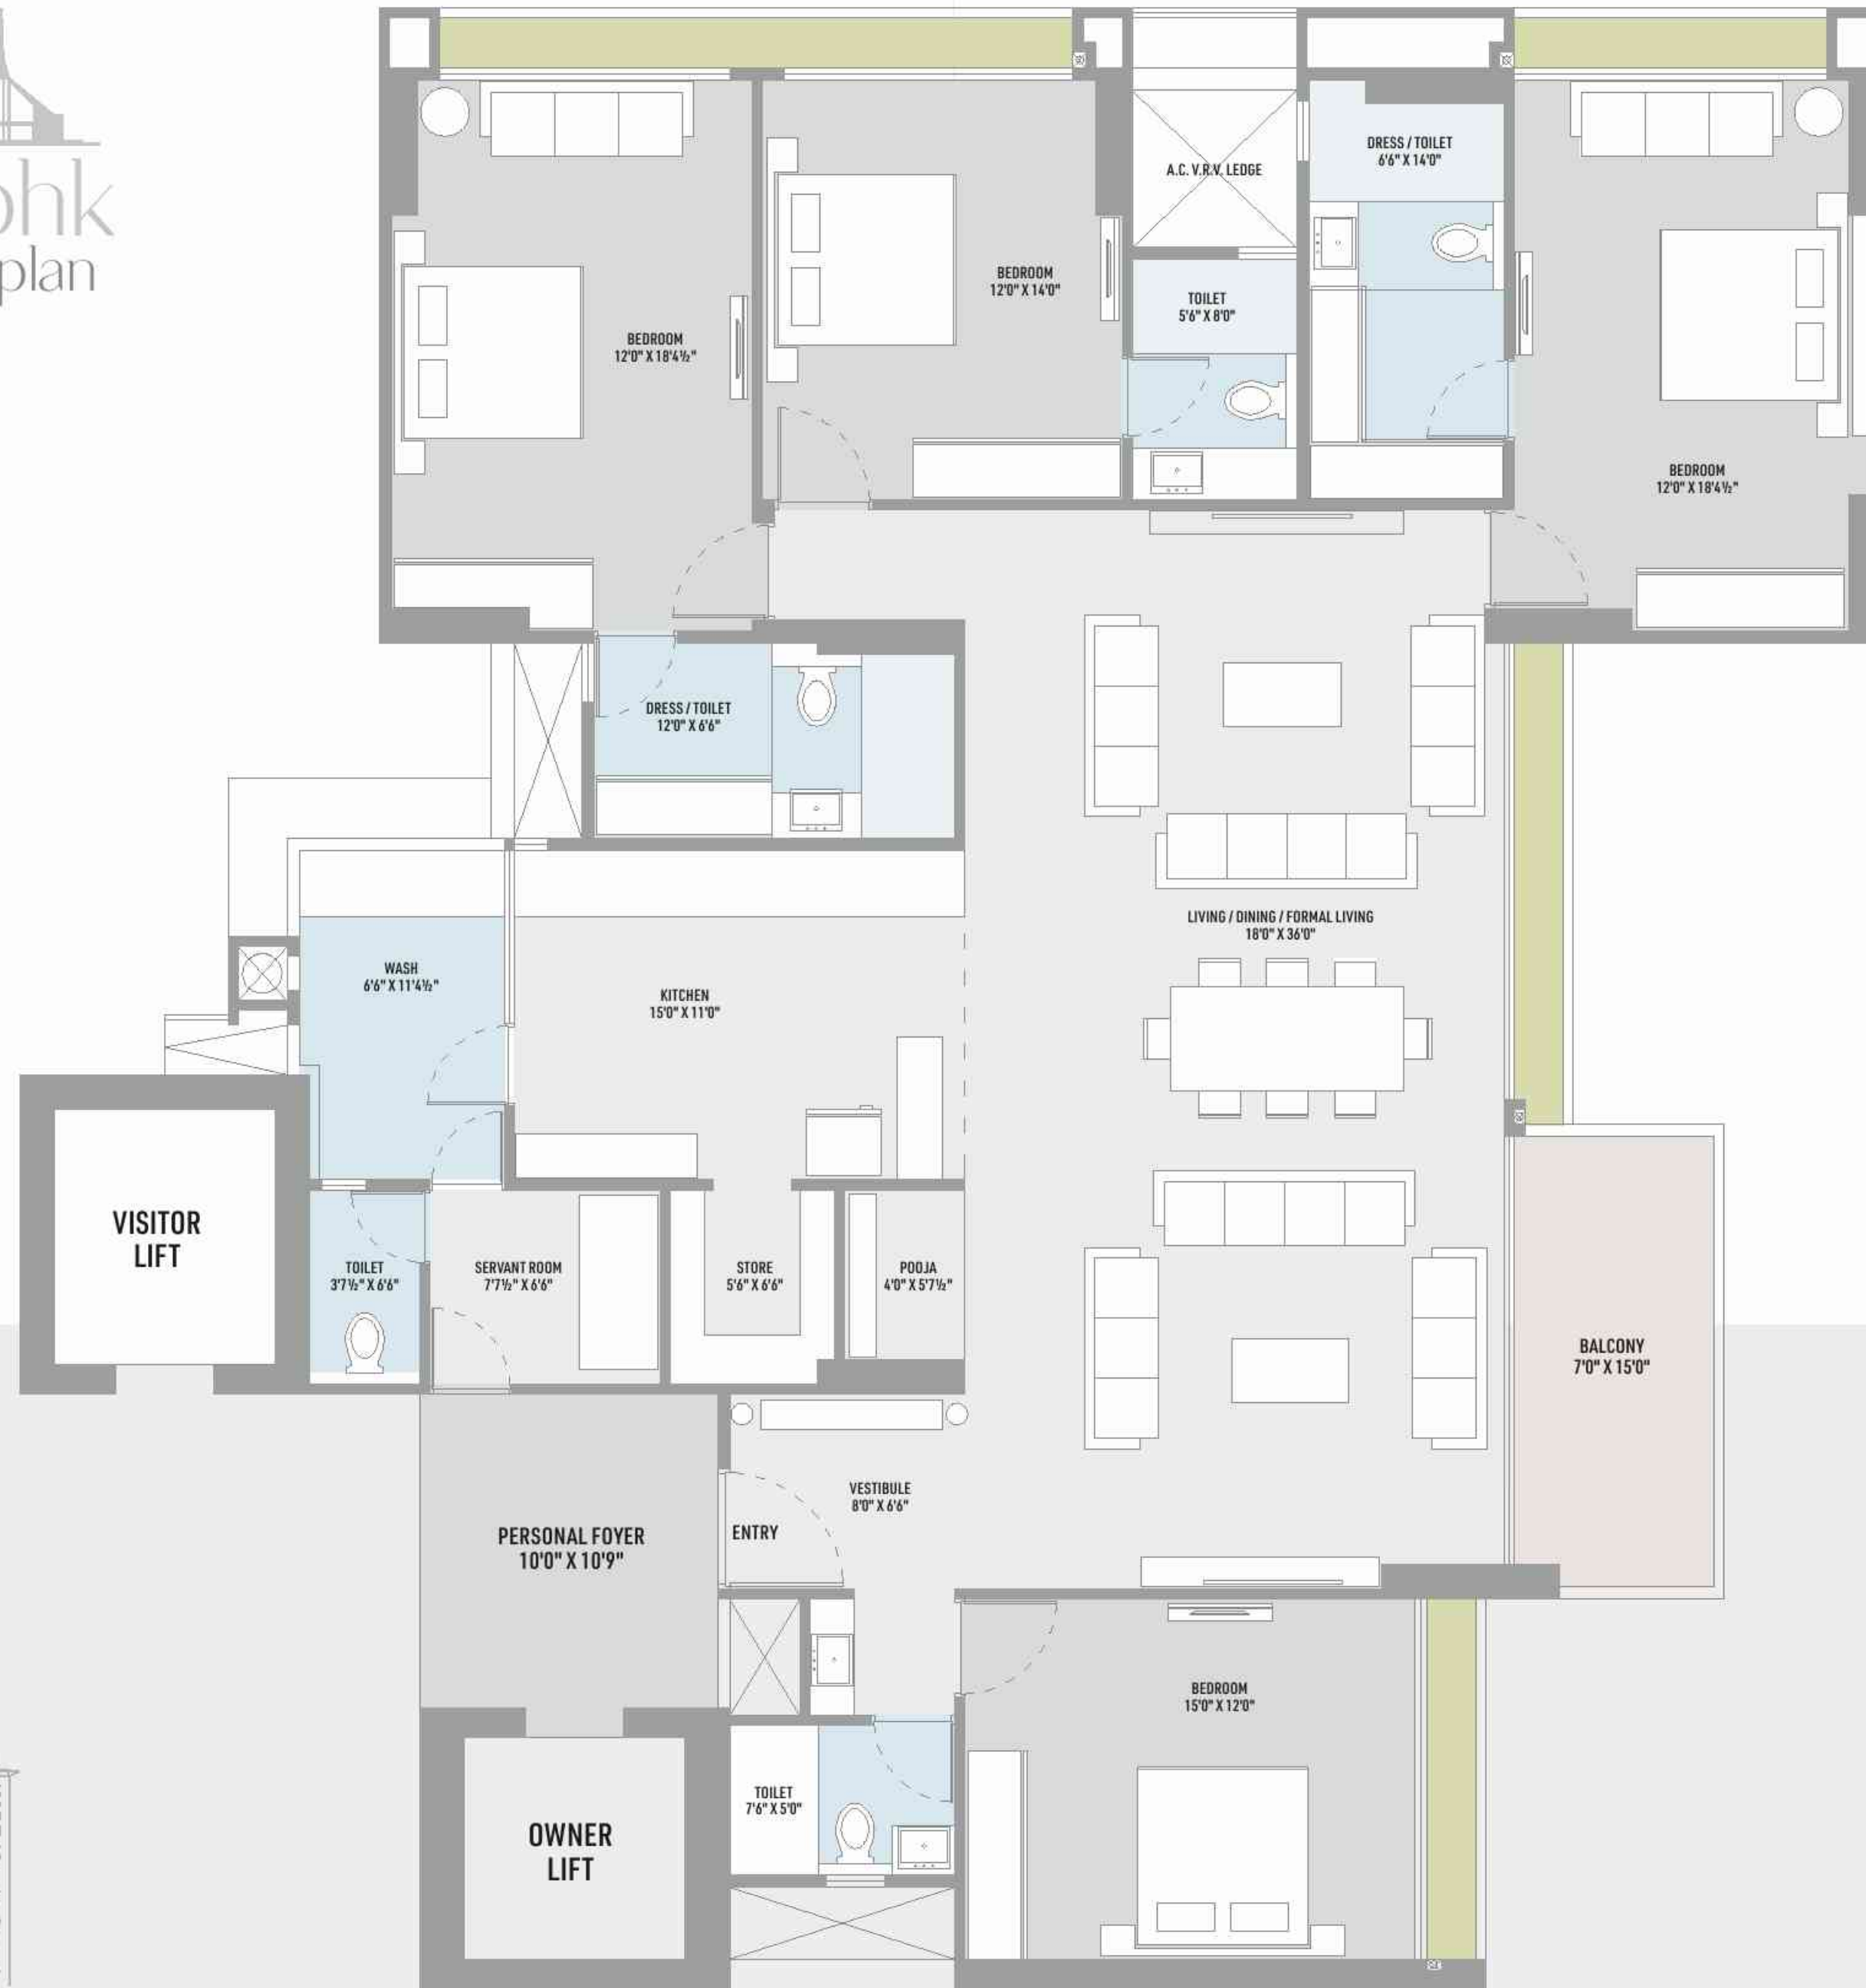 plan
DRESS / TOILET
6'6" X 14'0"
A.C. V.R.V. LEDGE
BEDROOM
12'0" X 14'0"
TOILET
5'6" X 8'0"
BEDROOM
12'0" X 18'4½"
BEDROOM
12'0" X 18'4½"
DRESS / TOILET
12'0" X 6'6"
LIVING / DINING / FORMAL LIVING
18'0" X 36'0"
WASH
6'6" X 11'4½"
KITCHEN
15'0" X 11'0"
VISITOR
LIFT
TOILET
3'7½" X 6'6"
SERVANT ROOM
7'7½" X 6'6"
STORE
5'6" X 6'6"
POOJA
4'0" X 5'7½"
BALCONY
7'0" X 15'0"
VESTIBULE
8'0" X 6'6"
ENTRY
PERSONAL FOYER
10'0" X 10'9"
BEDROOM
15'0" X 12'0"
TOILET
7'6" X 5'0"
OWNER
LIFT